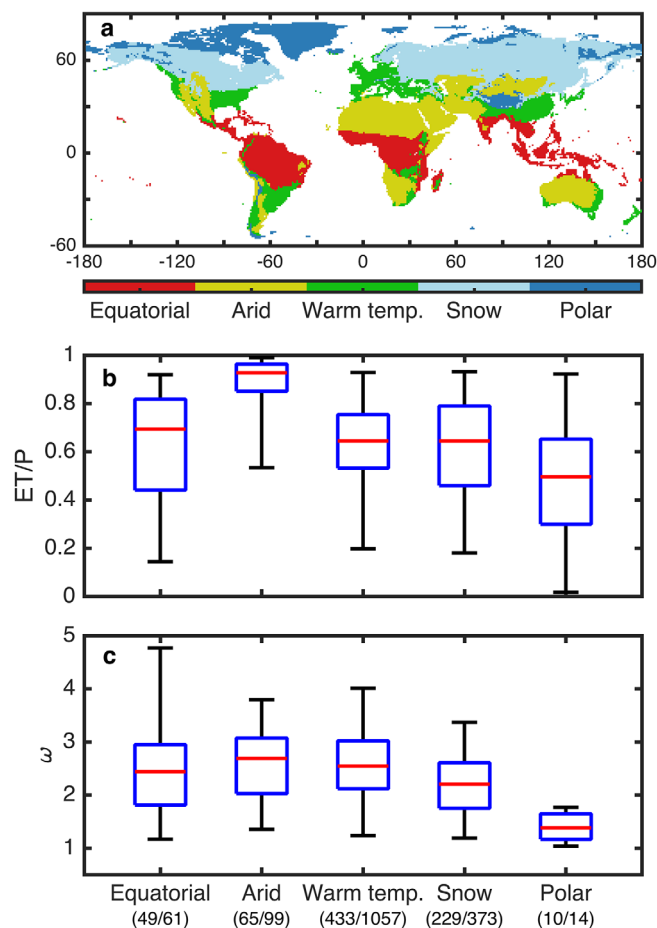 a
60
0
-60
-180 -120 -60 0 60 120 180
Equatorial Arid Warm temp. Snow Polar
b
ET/P
1
0.8
0.6
0.4
0.2
0
c
ω
5
4
3
2
1
Equatorial Arid Warm temp. Snow Polar
(49/61) (65/99) (433/1057) (229/373) (10/14)